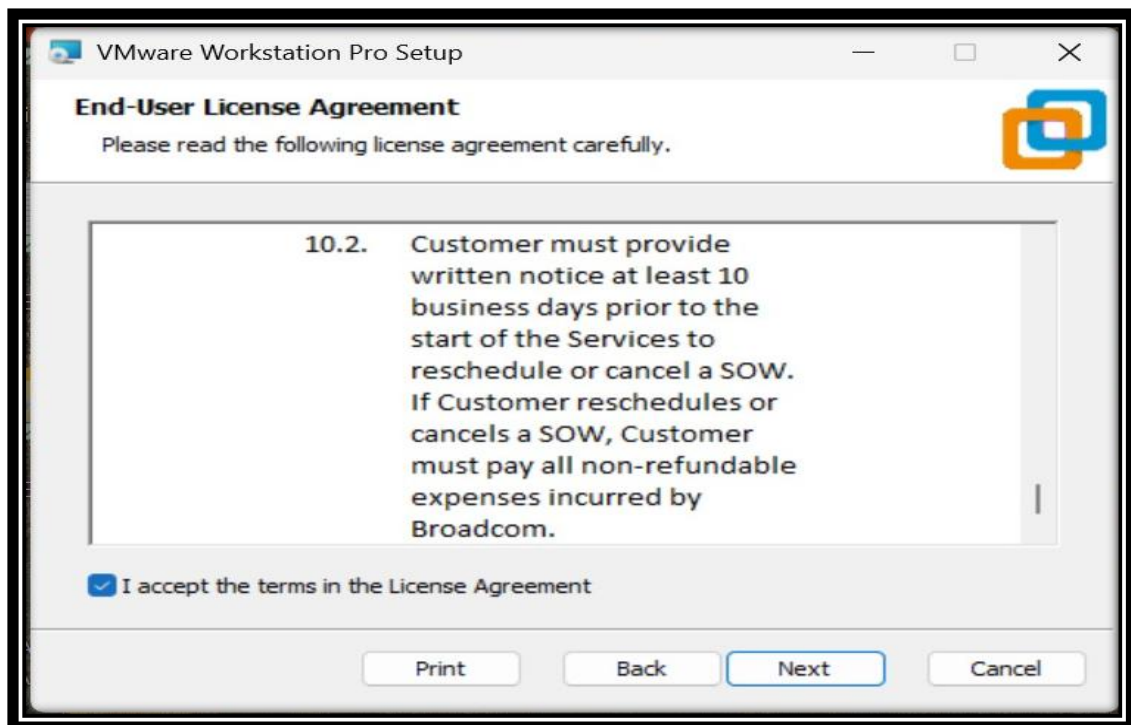 VMware Workstation Pro Setup
End-User License Agreement
Please read the following license agreement carefully.
10.2. Customer must provide
written notice at least 10
business days prior to the
start of the Services to
reschedule or cancel a SOW.
If Customer reschedules or
cancels a SOW, Customer
must pay all non-refundable
expenses incurred by
Broadcom.
I accept the terms in the License Agreement
Print Back Next Cancel